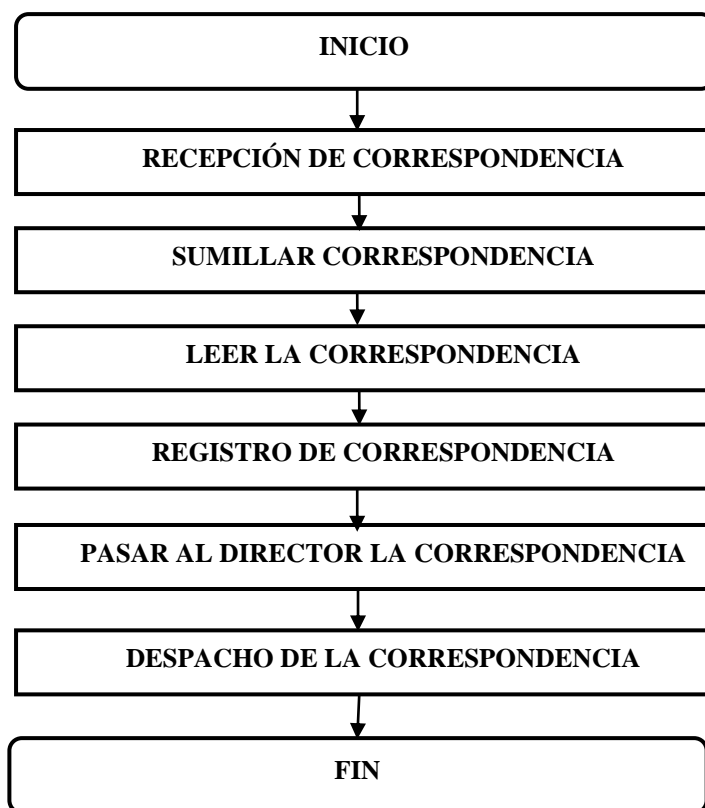 INICIO
RECEPCIÓN DE CORRESPONDENCIA
SUMILLAR CORRESPONDENCIA
LEER LA CORRESPONDENCIA
REGISTRO DE CORRESPONDENCIA
PASAR AL DIRECTOR LA CORRESPONDENCIA
DESPACHO DE LA CORRESPONDENCIA
FIN